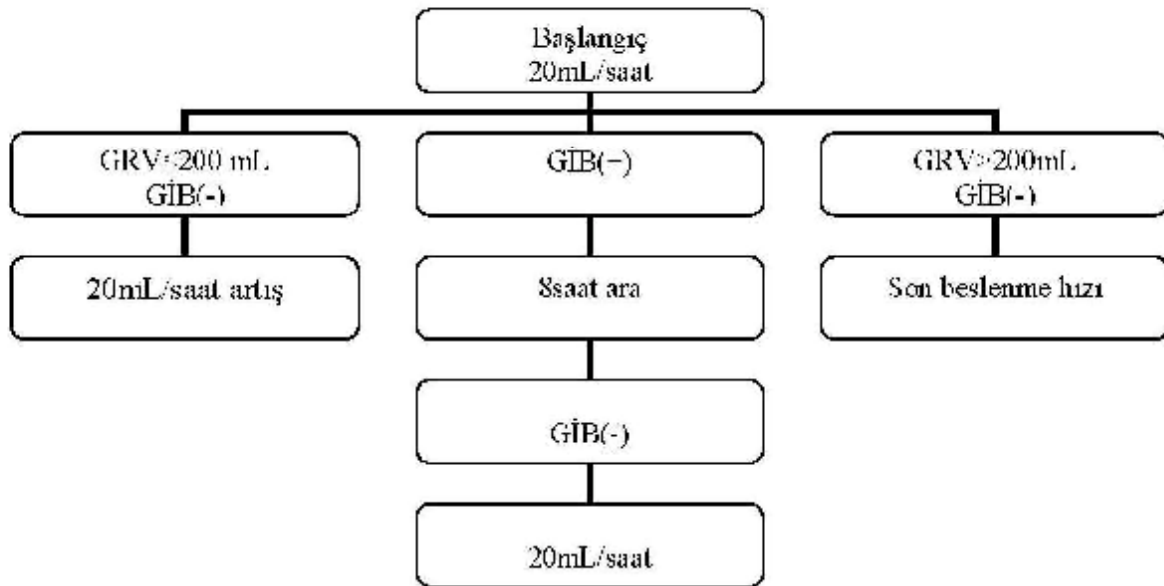 Başlangıç
20mL/saat
GRV<200 mL
GİB(-)
GİB(+)
GRV>200mL
GİB(-)
20mL/saat artış
8saat ara
Son beslenme hızı
GİB(-)
20mL/saat